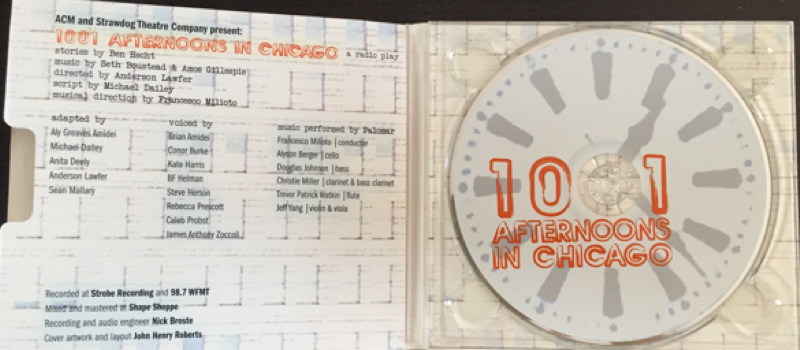 ACM and Strawdog Theatre Company present:
1001 AFTERNOONS IN CHICAGO a radio play
stories by Ben Hecht
music by Seth Boustead & Amos Gillespie
directed by Anderson Lawfer
script by Michael Dailey
musical direction by Francesco Milioto
adapted by
Aly Greaves Amidei
Michael Dailey
Anita Deely
Anderson Lawfer
Sean Mallary
voiced by
Brian Amidei
Conor Burke
Kate Harris
BF Helman
Steve Herson
Rebecca Prescott
Caleb Probst
James Anthony Zoccoli
music performed by Palomar
Francesco Milioto | conductor
Alyson Berger | cello
Douglas Johnson | bass
Christie Miller | clarinet & bass clarinet
Trevor Patrick Watkin | flute
Jeff Yang | violin & viola
Recorded at Strobe Recording and 98.7 WFMT
Mixed and mastered at Shape Shoppe
Recording and audio engineer Nick Broste
Cover artwork and layout John Henry Roberts
10 1
AFTERNOONS
IN CHICAGO